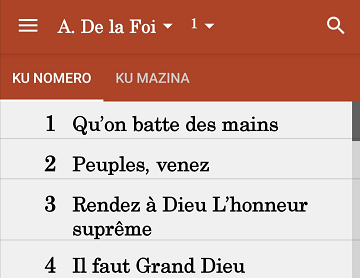 A. De la Foi 1
KU NOMERO KU MAZINA
1 Qu'on batte des mains
2 Peuples, venez
3 Rendez à Dieu L'honneur
suprême
4 Il faut Grand Dieu